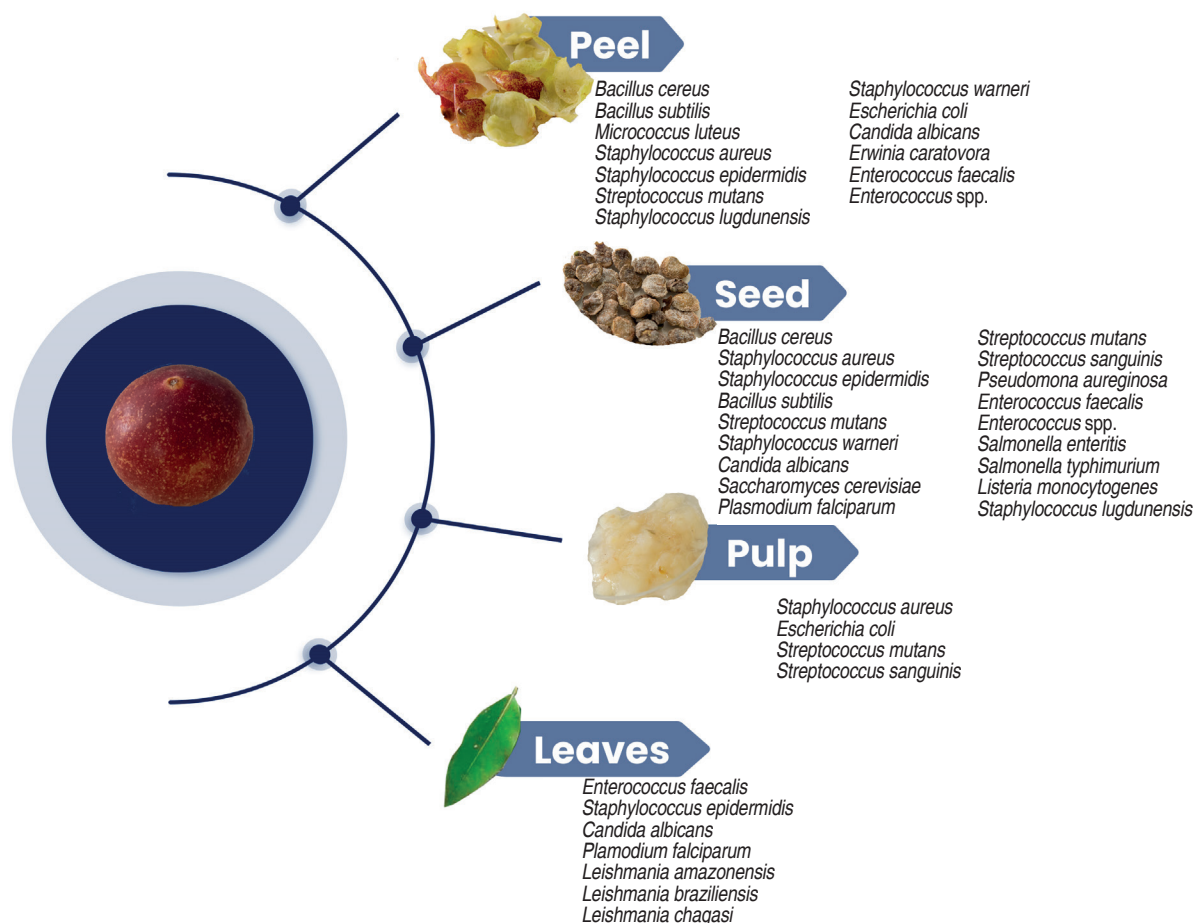 Peel
Bacillus cereus
Bacillus subtilis
Micrococcus luteus
Staphylococcus aureus
Staphylococcus epidermidis
Streptococcus mutans
Staphylococcus lugdunensis
Staphylococcus warneri
Escherichia coli
Candida albicans
Erwinia caratovora
Enterococcus faecalis
Enterococcus spp.
Seed
Bacillus cereus
Staphylococcus aureus
Staphylococcus epidermidis
Bacillus subtilis
Streptococcus mutans
Staphylococcus warneri
Candida albicans
Saccharomyces cerevisiae
Plasmodium falciparum
Streptococcus mutans
Streptococcus sanguinis
Pseudomona aureginosa
Enterococcus faecalis
Enterococcus spp.
Salmonella enteritis
Salmonella typhimurium
Listeria monocytogenes
Staphylococcus lugdunensis
Pulp
Staphylococcus aureus
Escherichia coli
Streptococcus mutans
Streptococcus sanguinis
Leaves
Enterococcus faecalis
Staphylococcus epidermidis
Candida albicans
Plamodium falciparum
Leishmania amazonensis
Leishmania braziliensis
Leishmania chagasi